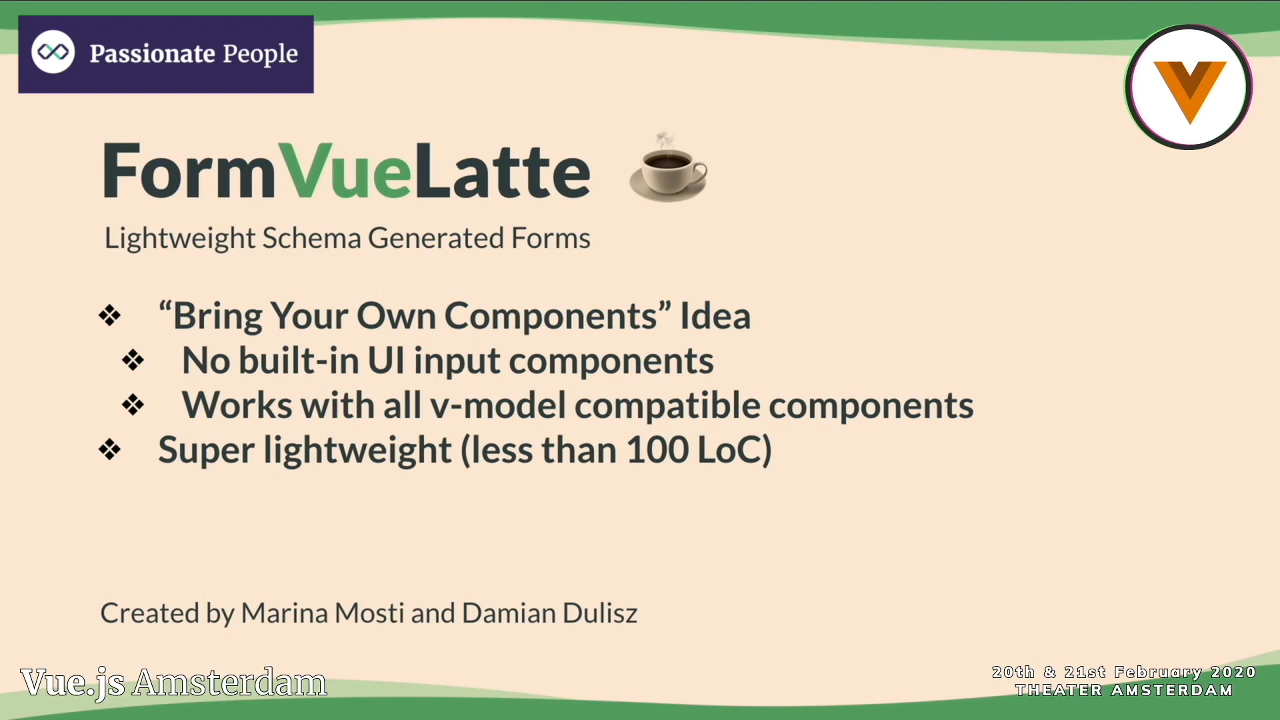 Passionate People
FormVueLatte
Lightweight Schema Generated Forms
❖ “Bring Your Own Components” Idea
❖ No built-in UI input components
❖ Works with all v-model compatible components
❖ Super lightweight (less than 100 LoC)
Created by Marina Mosti and Damian Dulisz
Vue.js Amsterdam
20th & 21st February 2020
THEATER AMSTERDAM